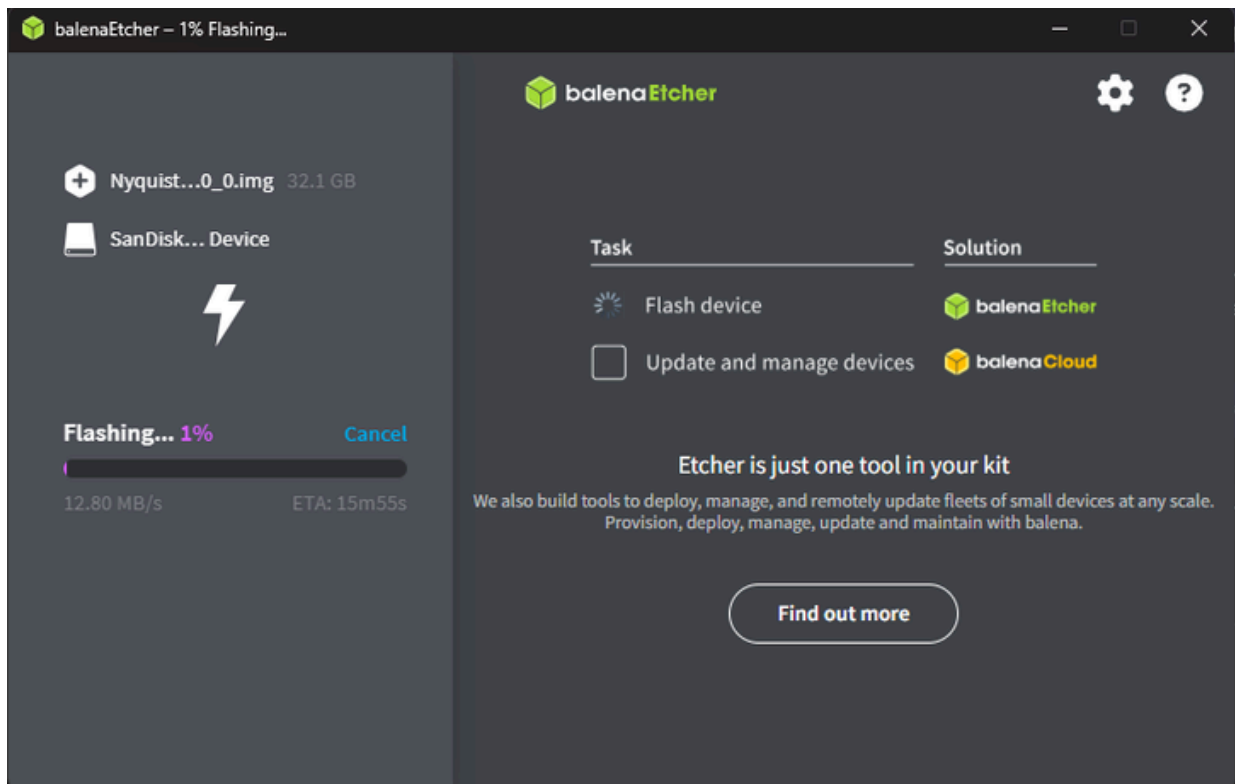 balenaEtcher – 1% Flashing...
balenaEtcher
Nyquist...0_0.img 32.1 GB
SanDisk... Device
Flashing... 1% Cancel
12.80 MB/s ETA: 15m55s
Task Solution
Flash device balenaEtcher
Update and manage devices balenaCloud
Etcher is just one tool in your kit
We also build tools to deploy, manage, and remotely update fleets of small devices at any scale.
Provision, deploy, manage, update and maintain with balena.
Find out more